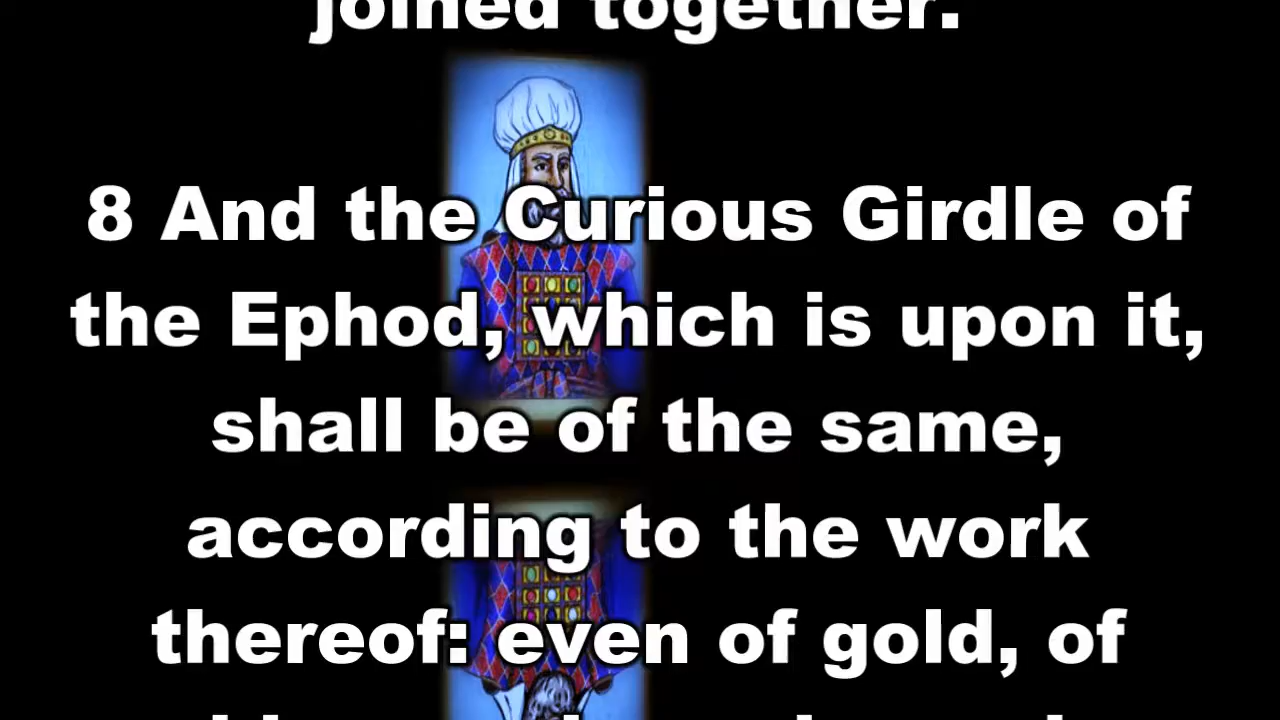 joined together.
8 And the Curious Girdle of
the Ephod, which is upon it,
shall be of the same,
according to the work
thereof: even of gold, of